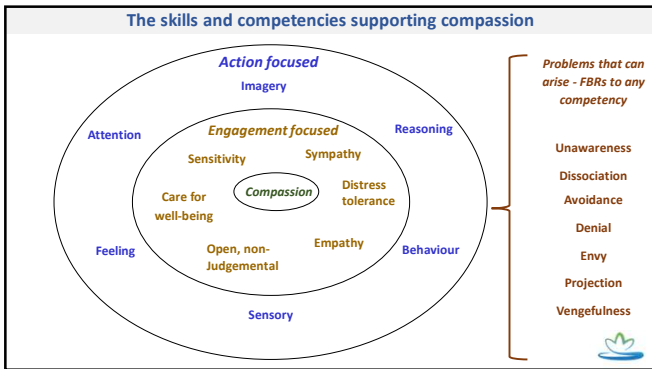 The skills and competencies supporting compassion
Action focused
Imagery
Attention
Reasoning
Engagement focused
Sensitivity
Sympathy
Compassion
Care for
well-being
Distress
tolerance
Open, non-
Judgemental
Empathy
Feeling
Behaviour
Sensory
Problems that can
arise - FBRs to any
competency
Unawareness
Dissociation
Avoidance
Denial
Envy
Projection
Vengefulness